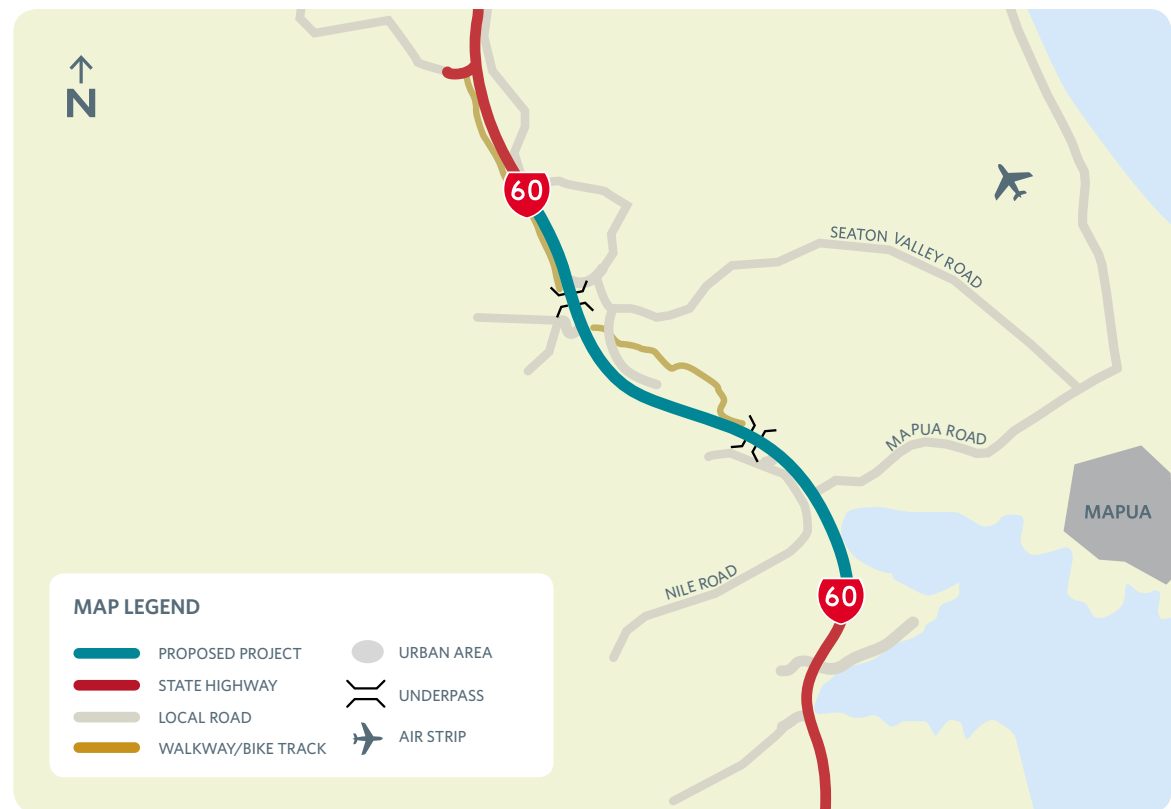 N
60
SEATON VALLEY ROAD
MAPUA ROAD
MAPUA
NILE ROAD
60
MAP LEGEND
PROPOSED PROJECT
STATE HIGHWAY
LOCAL ROAD
WALKWAY/BIKE TRACK
URBAN AREA
UNDERPASS
AIR STRIP